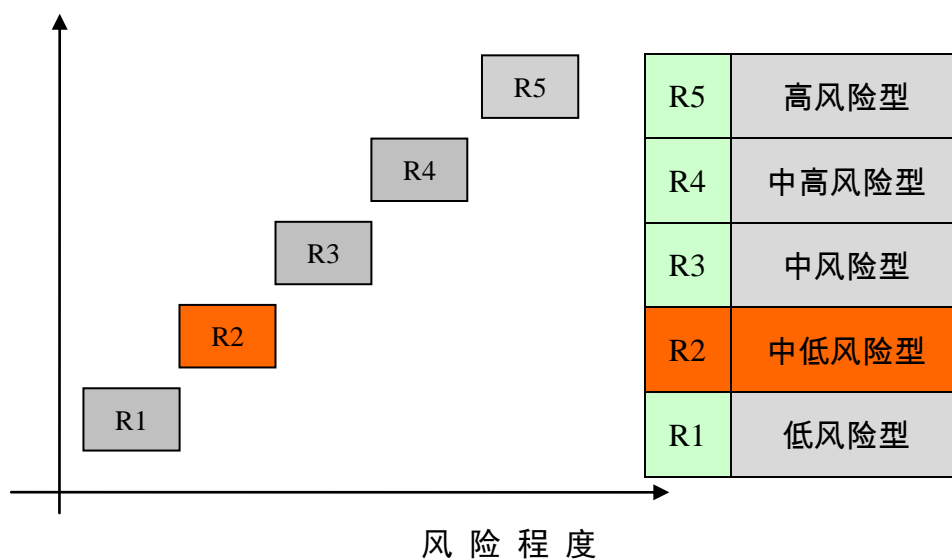 R5
R4
R3
R2
R1
风险程度
R5 高风险型
R4 中高风险型
R3 中风险型
R2 中低风险型
R1 低风险型